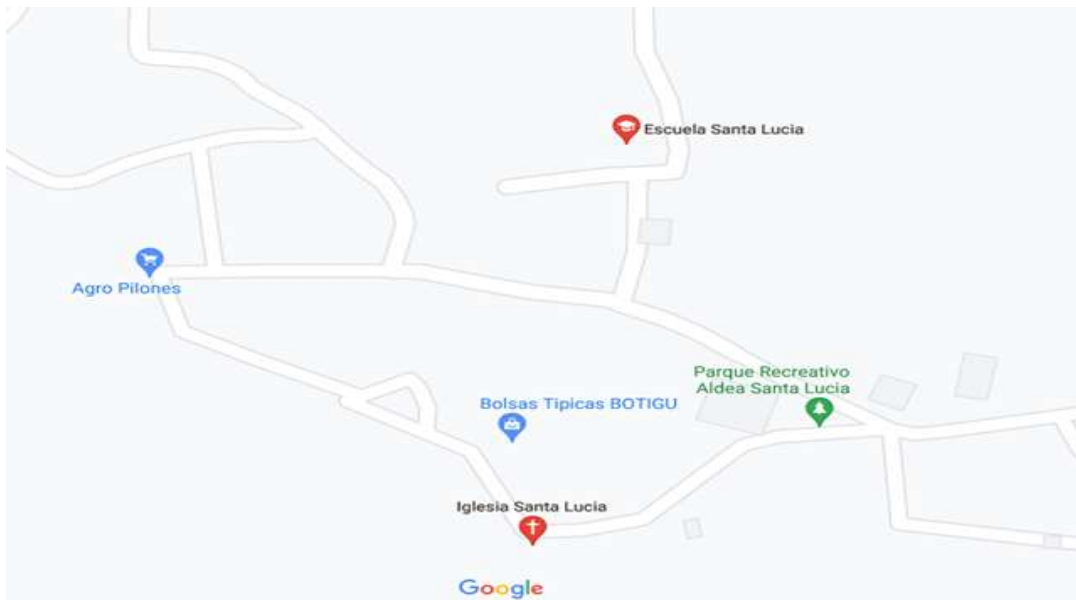 Escuela Santa Lucia
Agro Pilones
Parque Recreativo
Aldea Santa Lucia
Bolsas Tipicas BOTIGU
Iglesia Santa Lucia
Google